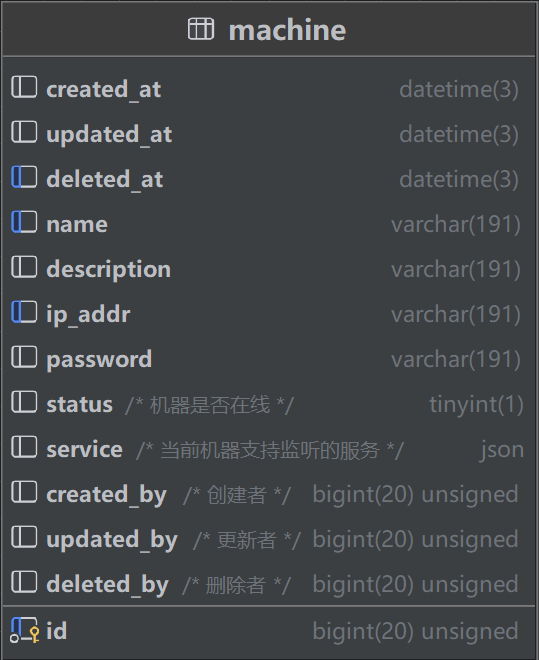 machine
created_at datetime(3)
updated_at datetime(3)
deleted_at datetime(3)
name varchar(191)
description varchar(191)
ip_addr varchar(191)
password varchar(191)
status /* 机器是否在线 */ tinyint(1)
service /* 当前机器支持监听的服务 */ json
created_by /* 创建者 */ bigint(20) unsigned
updated_by /* 更新者 */ bigint(20) unsigned
deleted_by /* 删除者 */ bigint(20) unsigned
id bigint(20) unsigned